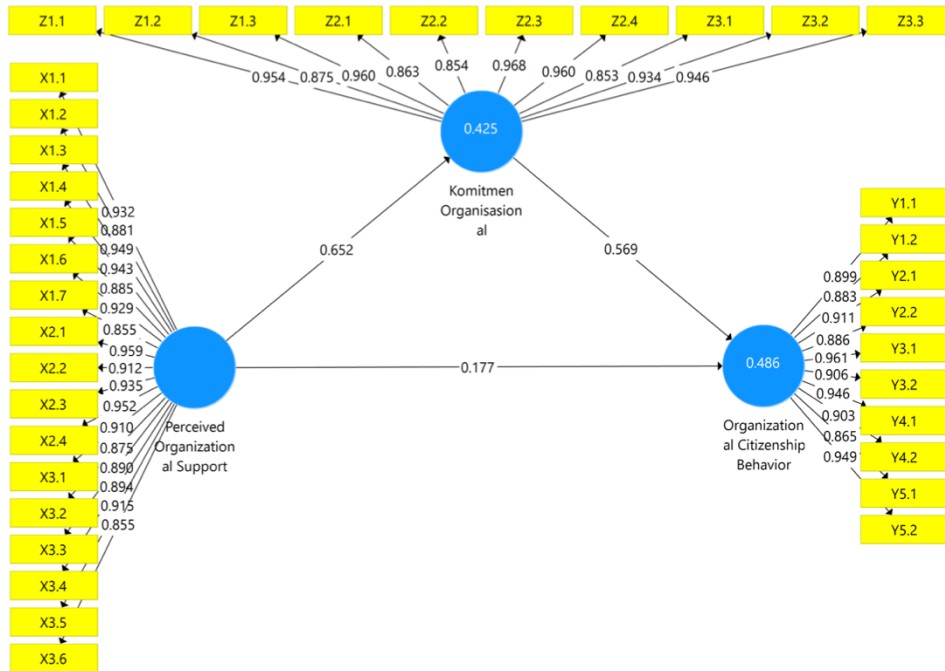 Z1.1
Z1.2
Z1.3
Z2.1
Z2.2
Z2.3
Z2.4
Z3.1
Z3.2
Z3.3
0.954
0.875
0.960
0.863
0.854
0.968
0.960
0.853
0.934
0.946
0.425
Komitmen
Organisasion
al
X1.1
X1.2
X1.3
X1.4
X1.5
X1.6
X1.7
X2.1
X2.2
X2.3
X2.4
X3.1
X3.2
X3.3
X3.4
X3.5
X3.6
0.932
0.881
0.949
0.943
0.885
0.929
0.855
0.959
0.912
0.935
0.952
0.910
0.875
0.890
0.894
0.915
0.855
Perceived
Organization
al Support
0.652
0.569
0.177
0.486
Organization
al Citizenship
Behavior
0.899
0.883
0.911
0.886
0.961
0.906
0.946
0.903
0.865
0.949
Y1.1
Y1.2
Y2.1
Y2.2
Y3.1
Y3.2
Y4.1
Y4.2
Y5.1
Y5.2